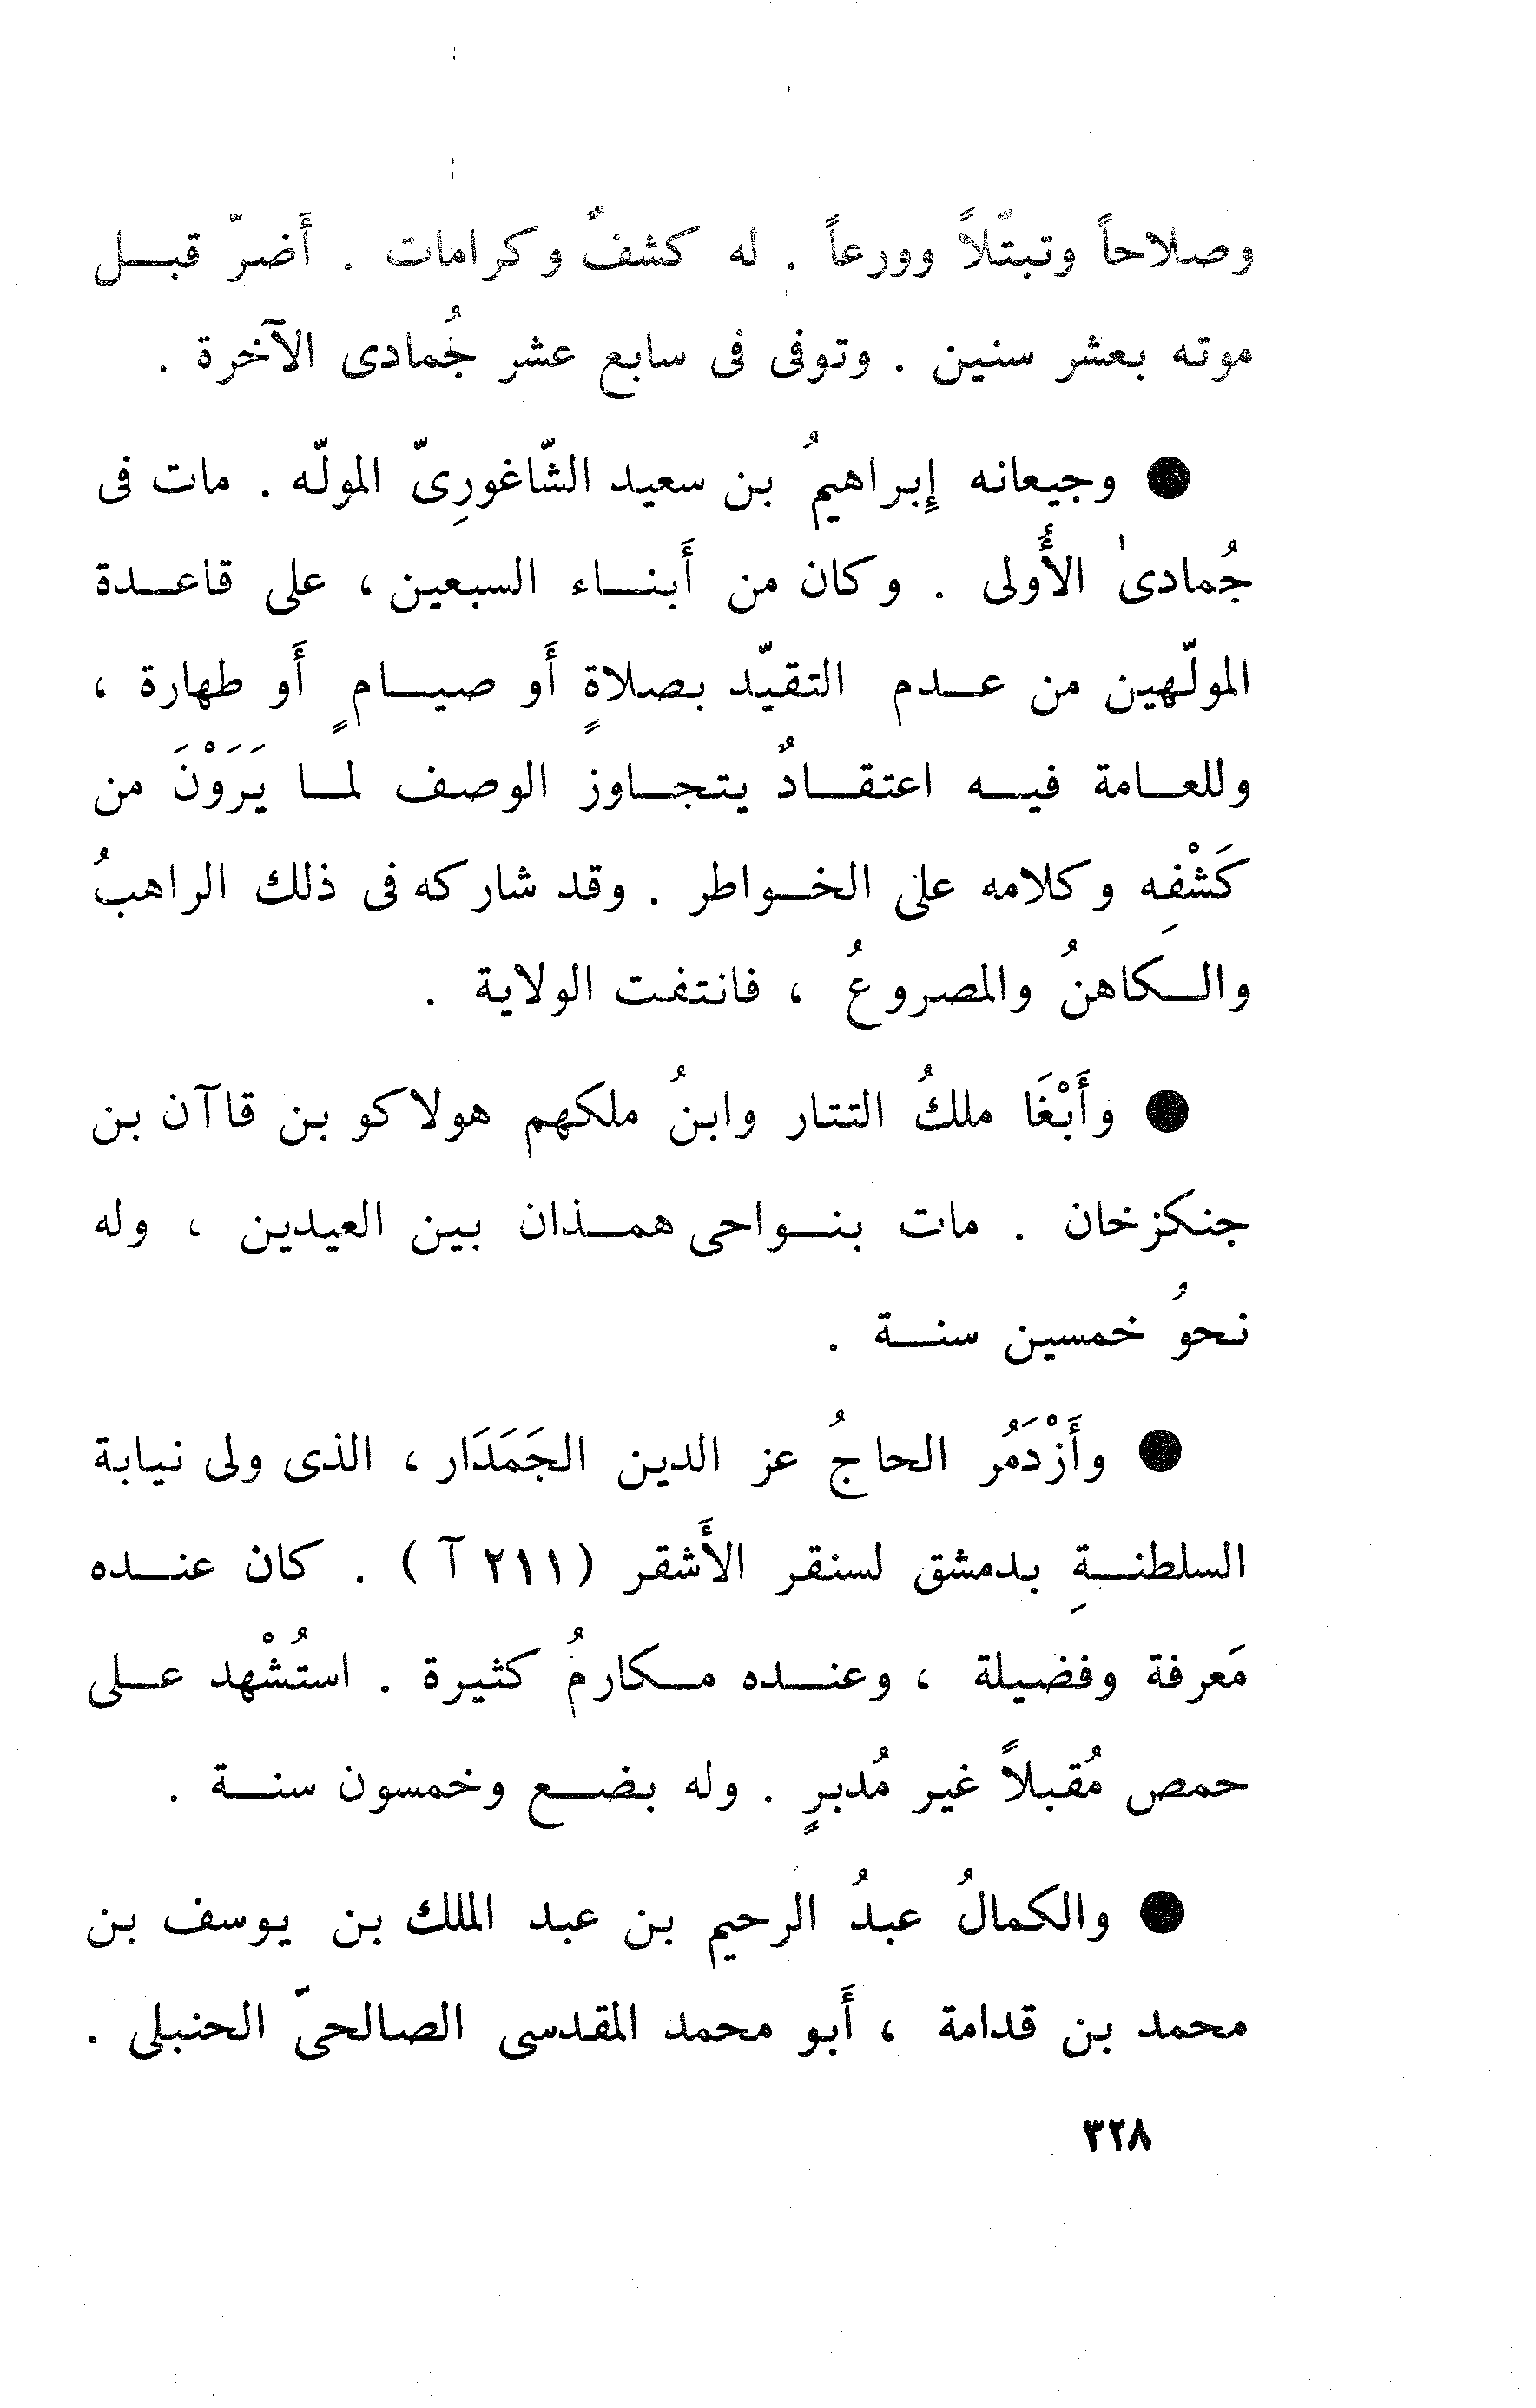 وصلاحاً وتبتّلاً وورعاً . له كشفٌ وكرامات . أَضرّ قبل
موته بعشر سنين . وتوفى فى سابع عشر جُمادى الآخرة .
● وجيعانه إِبراهيمُ بن سعيد الشّاغورِىّ المولّه . مات فى
جُمادىٰ الأُولى . وكان من أَبناء السبعين ، على قاعدة
المولّهين من عدم التقيّد بصلاةٍ أَو صيامٍ أَو طهارة ،
وللعامة فيه اعتقادٌ يتجاوز الوصف لما يَرَوْنَ من
كَشْفِه وكلامه على الخواطر . وقد شاركه فى ذلك الراهبُ
والكاهنُ والمصروعُ ، فانتفت الولاية .
● وأَبْغَا ملكُ التتار وابنُ ملكهم هولاكو بن قاآن بن
جنكزخان . مات بنواحى همذان بين العيدين ، وله
نحوُ خمسين سنة .
● وأَزْدَمُر الحاجُ عز الدين الجَمَدَار ، الذى ولى نيابة
السلطنةِ بدمشق لسنقر الأَشقر ( ٢١١ آ ) . كان عنده
مَعرفة وفضيلة ، وعنده مكارمُ كثيرة . استُشْهد على
حمص مُقبلاً غير مُدبرٍ . وله بضع وخمسون سنة .
● والكمالُ عبدُ الرحيم بن عبد الملك بن يوسف بن
محمد بن قدامة ، أَبو محمد المقدسى الصالحىّ الحنبلى .
٣٢٨